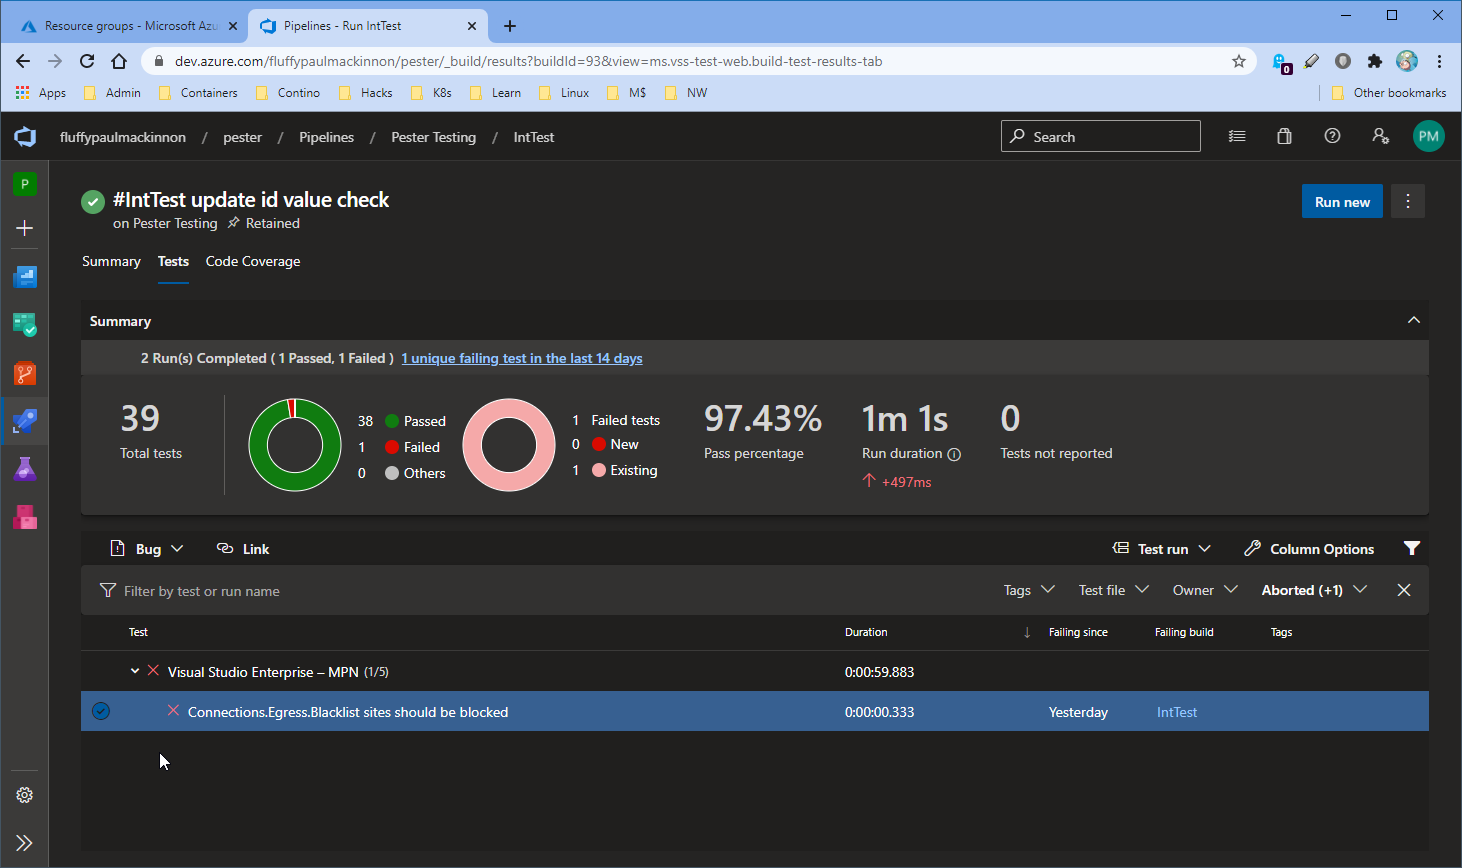 Resource groups - Microsoft Azu
Pipelines - Run IntTest
dev.azure.com/fluffypaulmackinnon/pester/_build/results?buildId=93&view=ms.vss-test-web.build-test-results-tab
0
Apps Admin Containers Contino Hacks K8s Learn Linux M$ NW Other bookmarks
fluffypaulmackinnon / pester / Pipelines / Pester Testing / IntTest Search PM
P
#IntTest update id value check
Run new
on Pester Testing Retained
Summary Tests Code Coverage
Summary
2 Run(s) Completed ( 1 Passed, 1 Failed ) 1 unique failing test in the last 14 days
39
Total tests
38 Passed
1 Failed
0 Others
1 Failed tests
0 New
1 Existing
97.43%
Pass percentage
1m 1s
Run duration
+497ms
0
Tests not reported
Bug Link Test run Column Options
Filter by test or run name Tags Test file Owner Aborted (+1)
Test Duration Failing since Failing build Tags
Visual Studio Enterprise – MPN (1/5) 0:00:59.883
Connections.Egress.Blacklist sites should be blocked 0:00:00.333 Yesterday IntTest